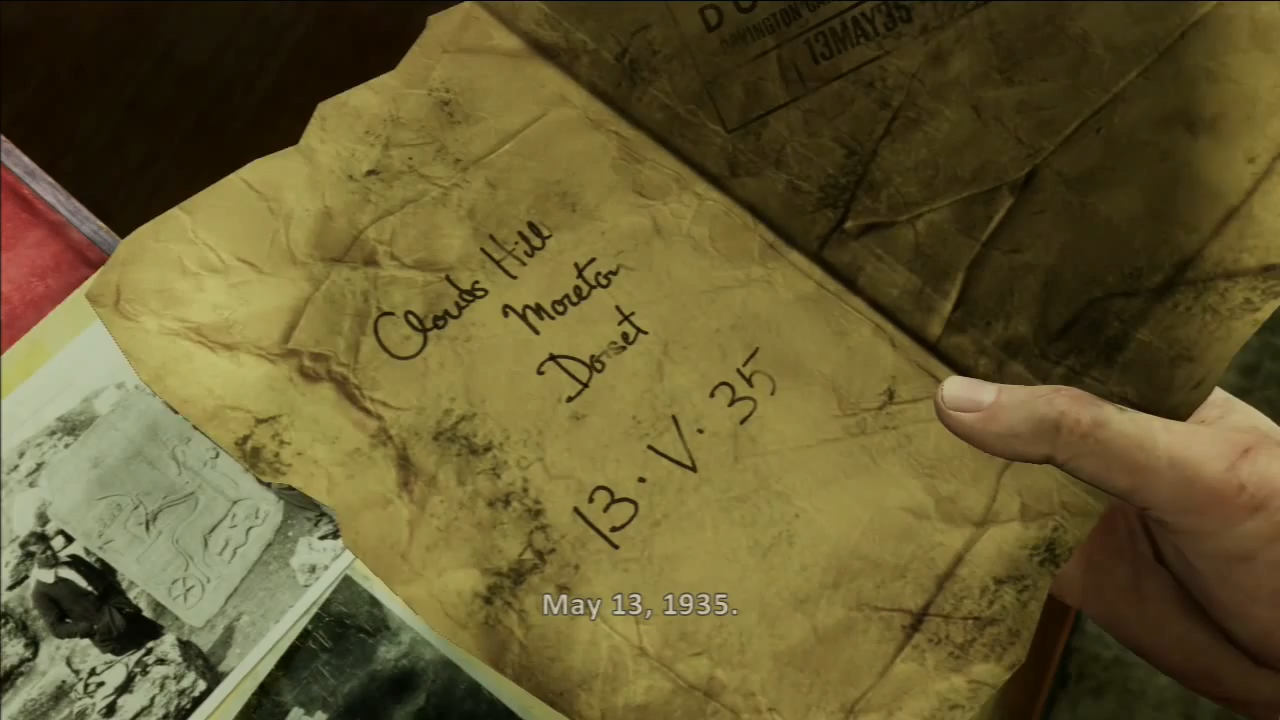 13MAY35
Clouds Hill
Moreton
Dorset
13. V. 35
May 13, 1935.